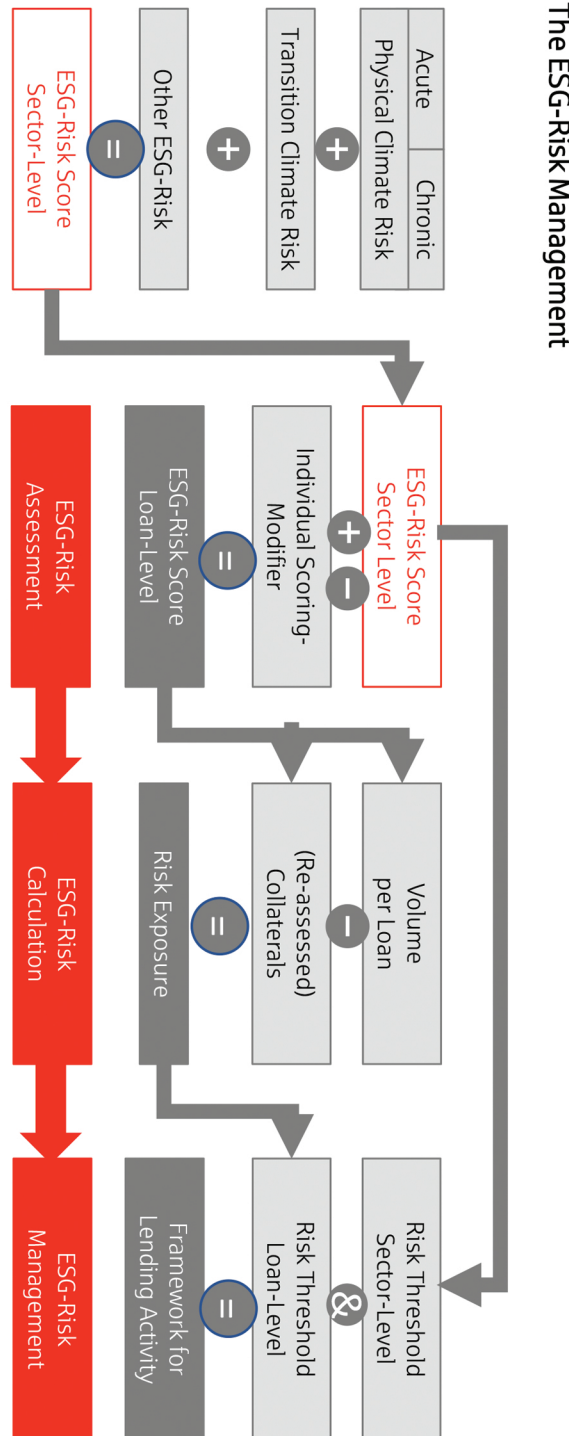 The ESG-Risk Management
Acute
Chronic
Physical Climate Risk
+
Transition Climate Risk
+
Other ESG-Risk
=
ESG-Risk Score
Sector-Level
ESG-Risk Score
Sector Level
+ −
Individual Scoring-
Modifier
=
ESG-Risk Score
Loan-Level
Volume
per Loan
−
(Re-assessed)
Collaterals
=
Risk Exposure
Risk Threshold
Sector-Level
&
Risk Threshold
Loan-Level
=
Framework for
Lending Activity
ESG-Risk
Assessment
ESG-Risk
Calculation
ESG-Risk
Management